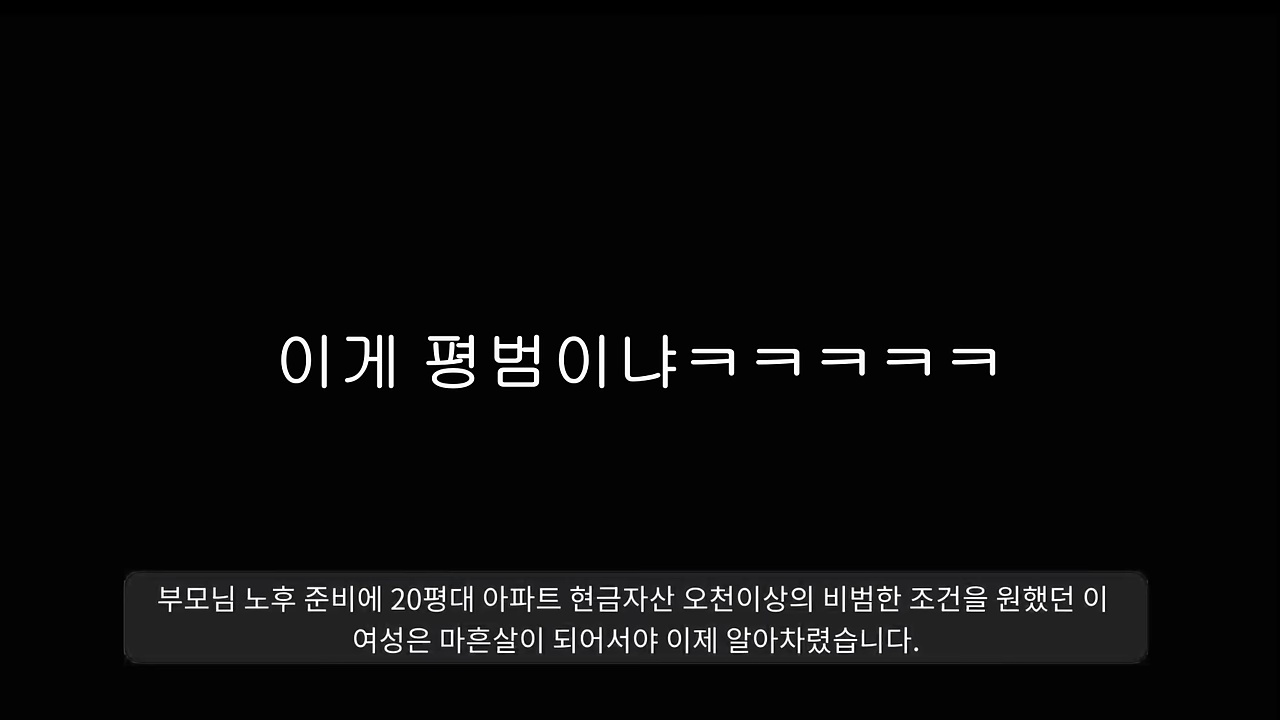 이게 평범이냐ㅋㅋㅋㅋㅋ
부모님 노후 준비에 20평대 아파트 현금자산 오천이상의 비범한 조건을 원했던 이
여성은 마흔살이 되어서야 이제 알아차렸습니다.